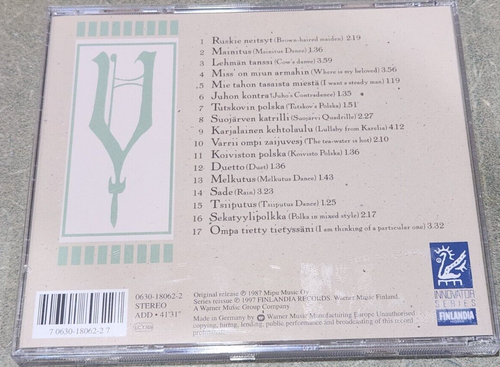 1 Ruskie neitsyt (Brown-haired maiden) 2.19
2 Mainitus (Mainitus Dance) 1.36
3 Lehmän tanssi (Cow's dance) 3.59
4 Miss' on miun armahin (Where is my beloved) 3.56
5 Mie tahon tasaista miestä (I want a steady man) 1.19
6 Juhon kontra (Juho's Contradance) 1.35
7 Tutskovin polska (Tutskov's Polska) 1.51
8 Suojärven katrilli (Suojärvi Quadrille) 2.27
9 Karjalainen kehtolaulu (Lullaby from Karelia) 4.12
10 Varrii ompi zaijuvesj (The tea-water is hot) 2.10
11 Koiviston polska (Koivisto Polska) 1.36
12 Duetto (Duet) 1.36
13 Melkutus (Melkutus Dance) 1.43
14 Sade (Rain) 3.23
15 Tsiiputus (Tsiiputus Dance) 1.25
16 Sekatyylipolkka (Polka in mixed style) 2.17
17 Ompa tietty tietyssäni (I am thinking of a particular one) 3.32
0630-18062-2
STEREO
ADD • 41'31"
7 0630-18062-2 7
Original release ℗ 1987 Mipu Music Oy
Series release ℗ 1997 FINLANDIA RECORDS. Warner Music Finland.
A Warner Music Group Company.
Made in Germany by Warner Music Manufacturing Europe Unauthorised
copying, hiring, lending, public performance and broadcasting of this record
prohibited.
INNOVATOR
SERIES
FINLANDIA